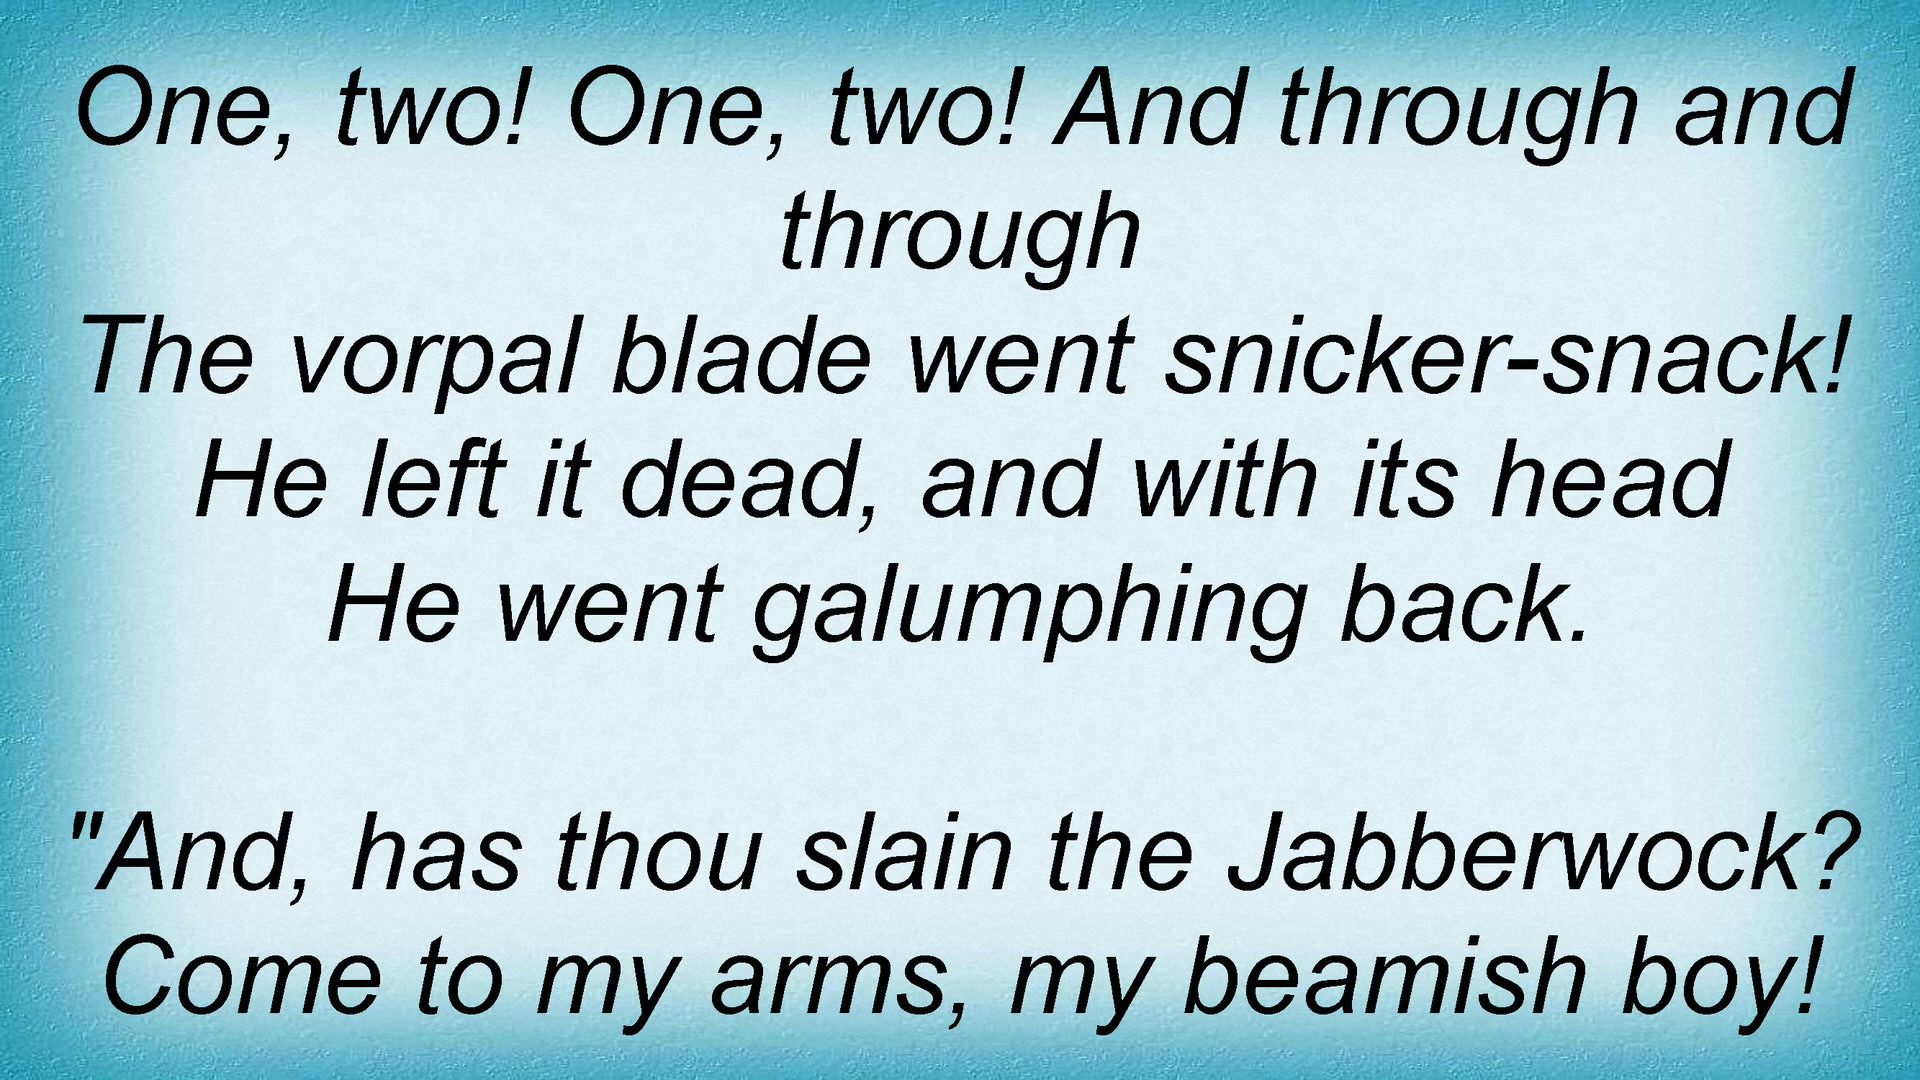 One, two! One, two! And through and
through
The vorpal blade went snicker-snack!
He left it dead, and with its head
He went galumphing back.
"And, has thou slain the Jabberwock?
Come to my arms, my beamish boy!